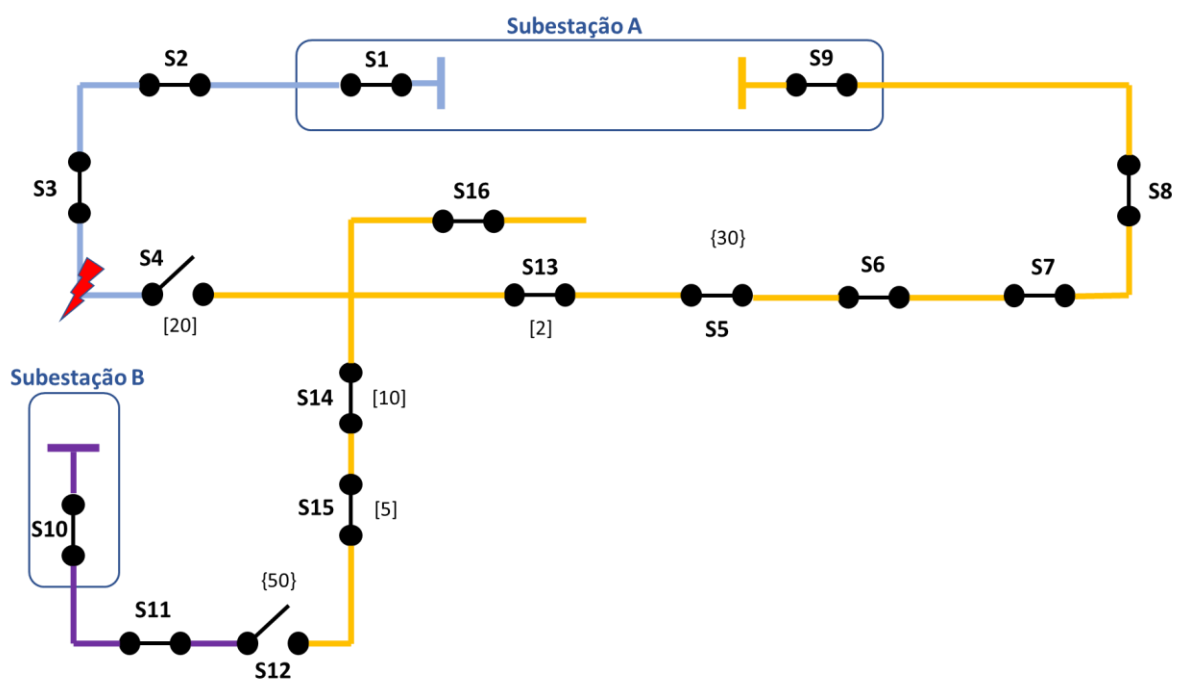 Subestação A
S2
S1
S9
S3
S16
S8
{30}
S4
S13
S6
S7
[20]
[2]
S5
Subestação B
S14
[10]
S15
[5]
S10
{50}
S11
S12